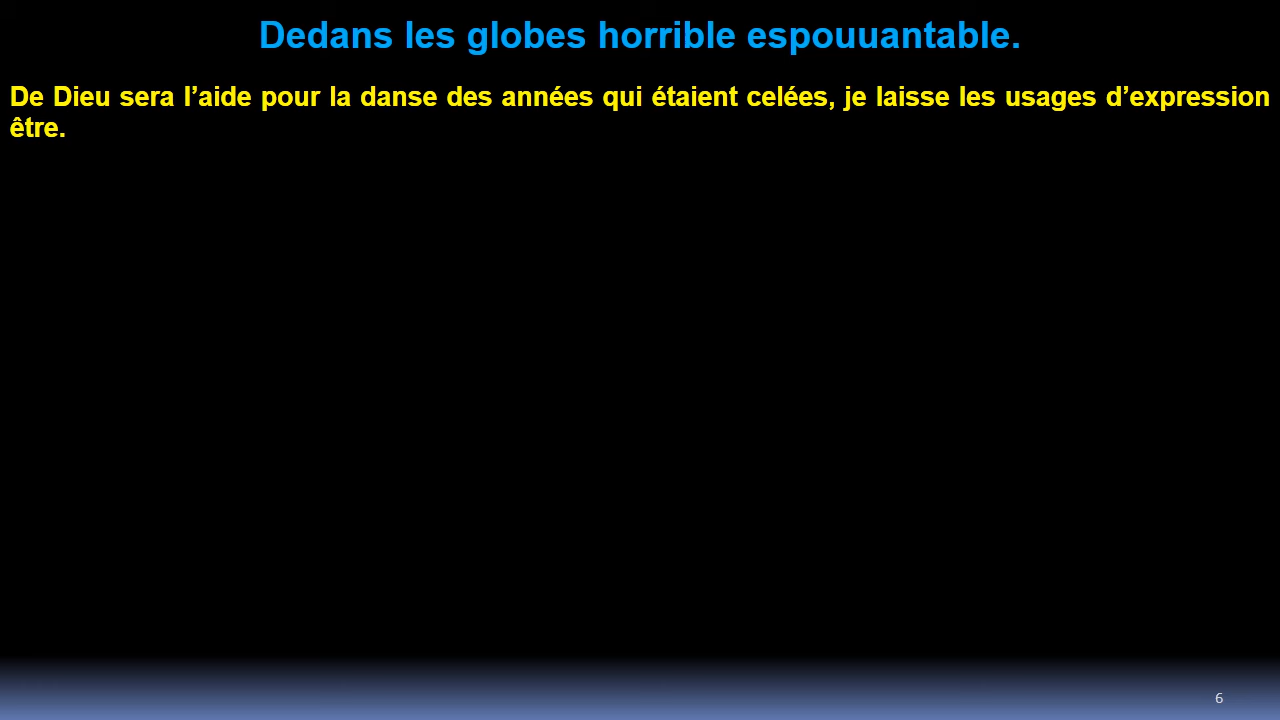 Dedans les globes horrible espouuantable.
De Dieu sera l’aide pour la danse des années qui étaient celées, je laisse les usages d’expression
être.
6